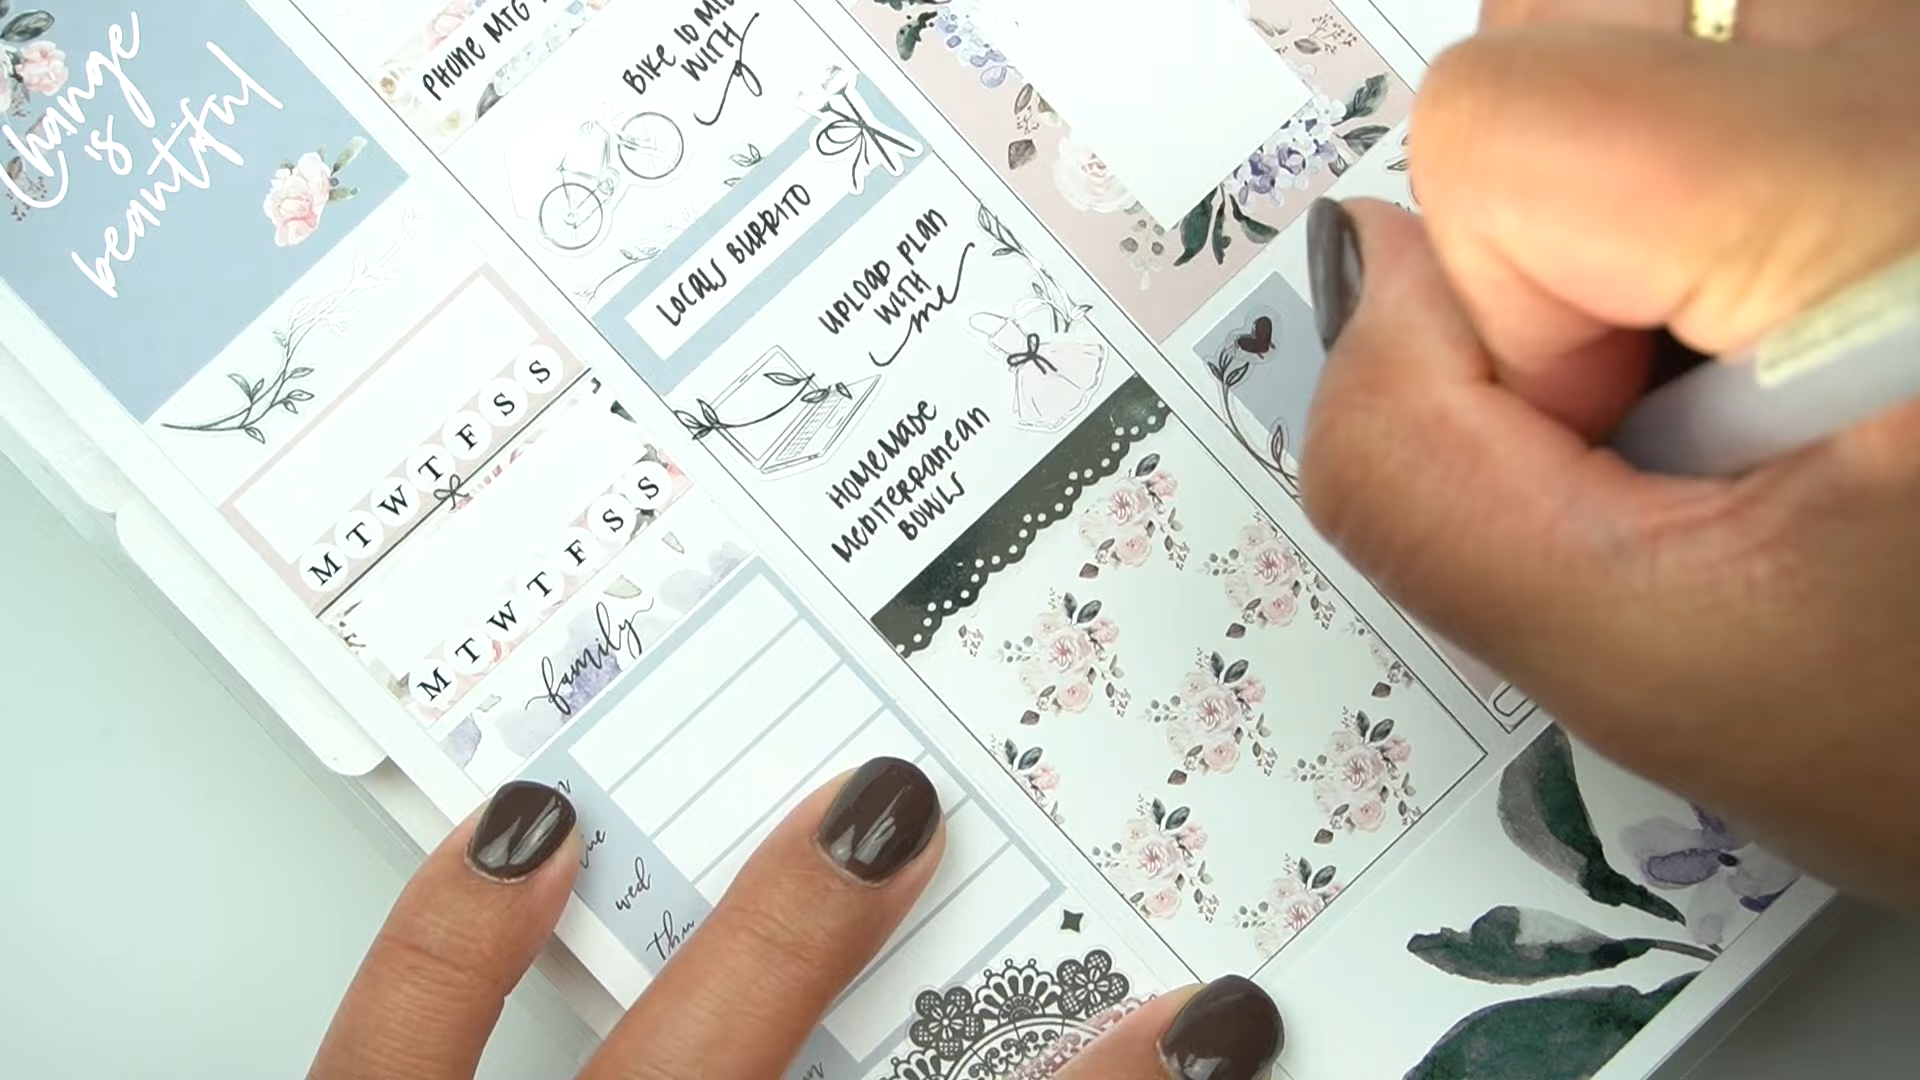 Change
is
beautiful
PHONE MTG
BIKE 10
WITH
LOCALS BURRITO
UPLOAD PLAN
WITH
me
HOMEMADE
MEDITERRANEAN
BOWLS
M T W T F S S
M T W T F S S
family
wed
thu